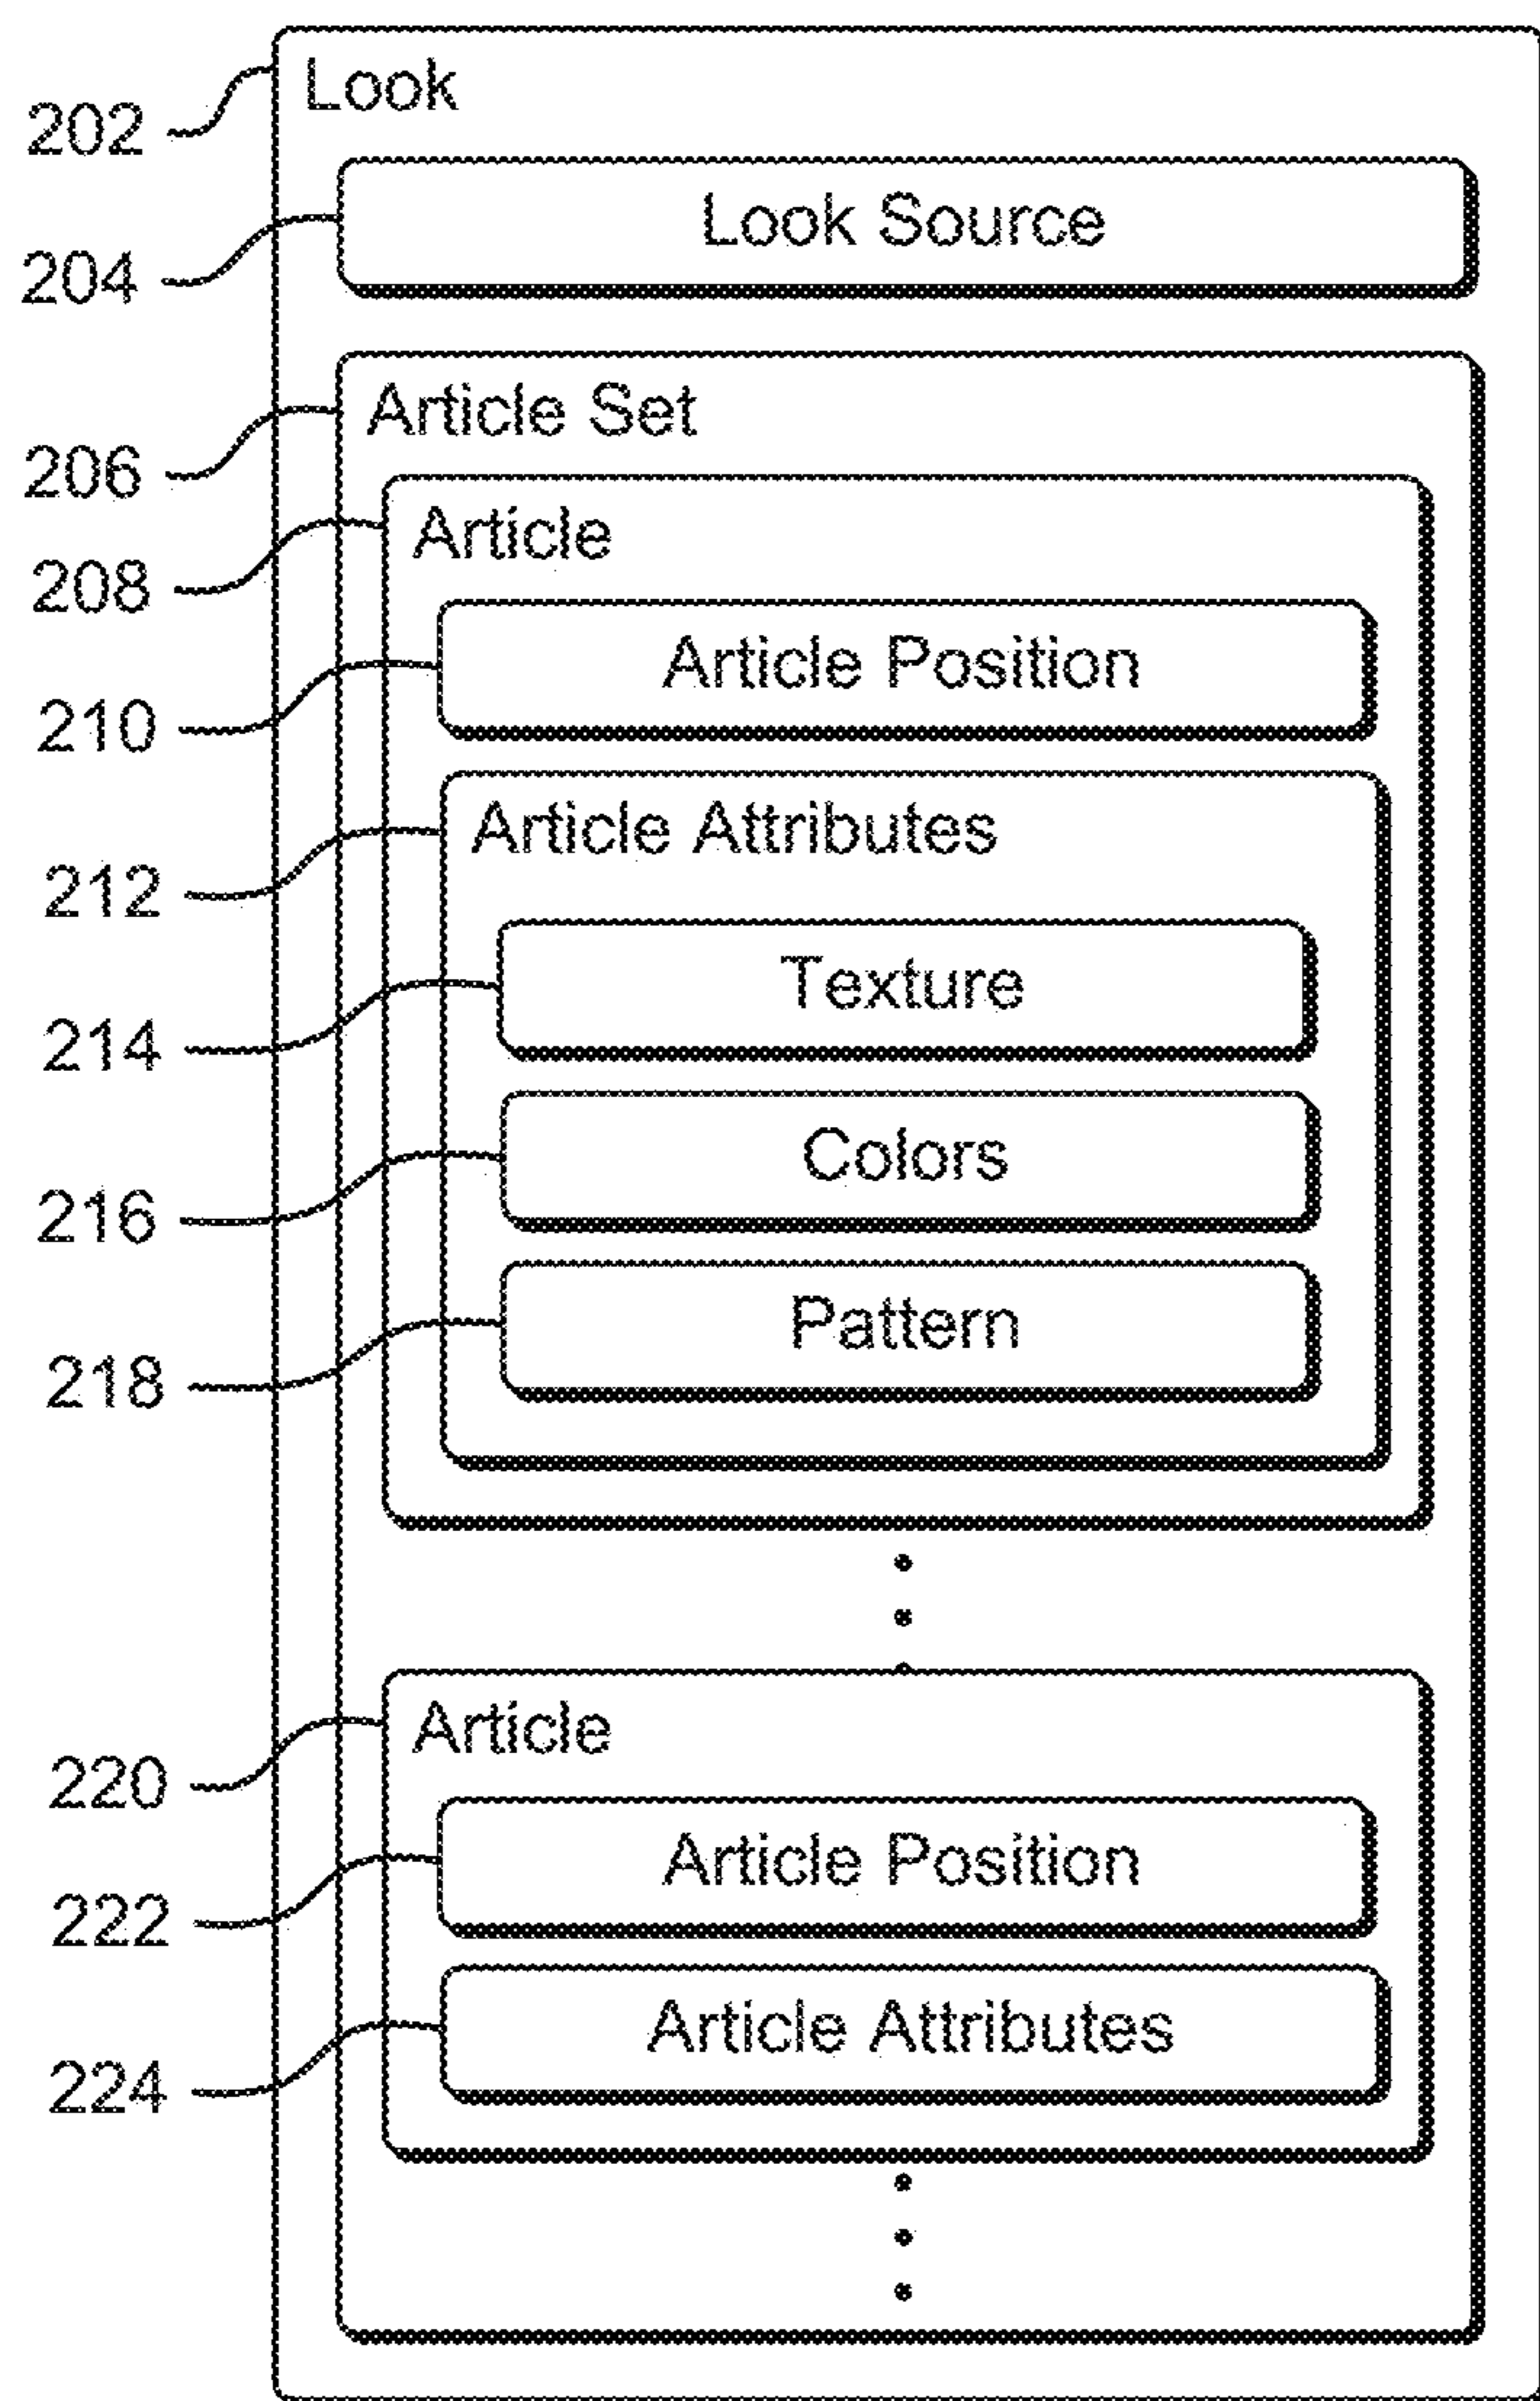 Look
202
Look Source
204
Article Set
206
Article
208
Article Position
210
Article Attributes
212
Texture
214
Colors
216
Pattern
218
Article
220
Article Position
222
Article Attributes
224